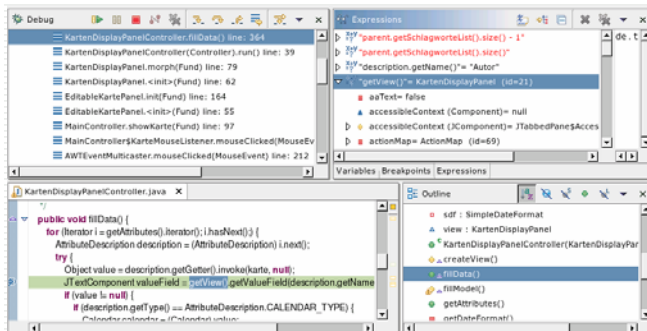 Debug
KartenDisplayPanelController.fillData() line: 364
KartenDisplayPanelController(Controller).run() line: 39
KartenDisplayPanel.morph(Fund) line: 79
KartenDisplayPanel.<init>(Fund) line: 62
EditableKartePanel.init(Fund) line: 164
EditableKartePanel.<init>(Fund) line: 55
MainController.showKarte(Fund) line: 97
MainController$KarteMouseListener.mouseClicked(MouseEv
AWTEventMulticaster.mouseClicked(MouseEvent) line: 212
Expressions
"parent.getSchlagworteList().size() - 1"
"parent.getSchlagworteList().size()"
"description.getName()"= "Autor"
"getView()"= KartenDisplayPanel (id=21)
aaText= false
accessibleContext (Component)= null
accessibleContext (JComponent)= JTabbedPane$Acces
actionMap= ActionMap (id=69)
de.t
Variables Breakpoints Expressions
KartenDisplayPanelController.java
*/
public void fillData() {
for (Iterator i = getAttributes().iterator(); i.hasNext();) {
AttributeDescription description = (AttributeDescription) i.next();
try {
Object value = description.getGetter().invoke(karte, null);
JTextComponent valueField = getView().getValueField(description.getName
if (value != null) {
if (description.getType() == AttributeDescription.CALENDAR_TYPE) {
Calendar calendar = (Calendar) value;
Outline
sdf : SimpleDateFormat
view : KartenDisplayPanel
KartenDisplayPanelController(KartenDisplayPar
createView()
fillData()
fillModel()
getAttributes()
getDateFormat()